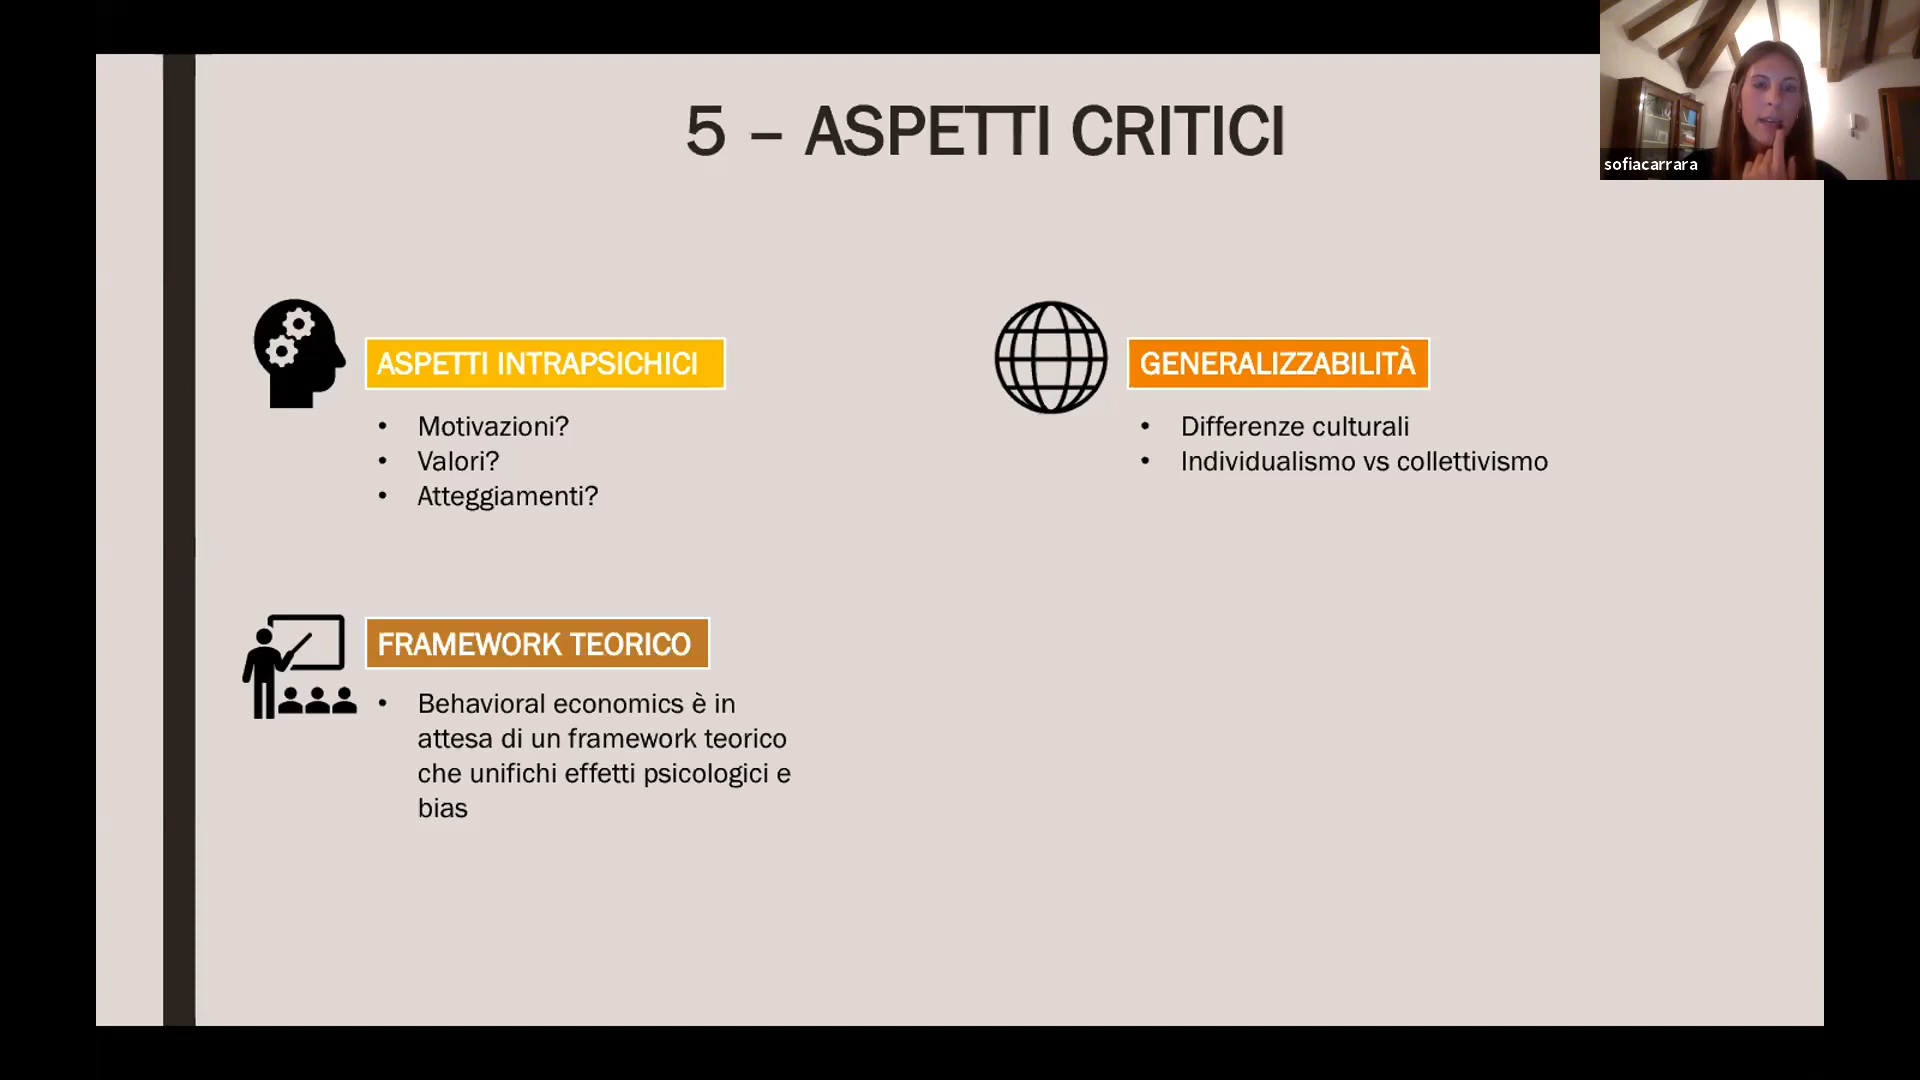 5 – ASPETTI CRITICI
sofiacarrara
ASPETTI INTRAPSICHICI
• Motivazioni?
• Valori?
• Atteggiamenti?
GENERALIZZABILITÀ
• Differenze culturali
• Individualismo vs collettivismo
FRAMEWORK TEORICO
• Behavioral economics è in
attesa di un framework teorico
che unifichi effetti psicologici e
bias